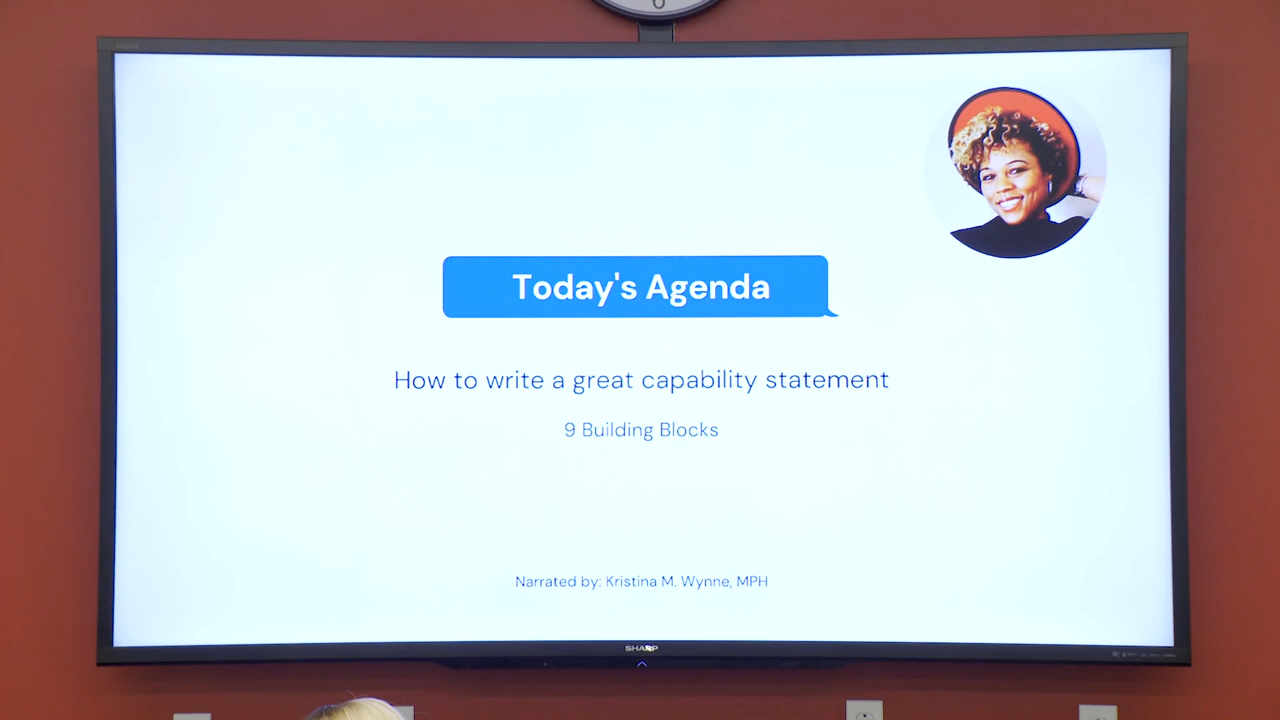 Today's Agenda
How to write a great capability statement
9 Building Blocks
Narrated by: Kristina M. Wynne, MPH
SHARP